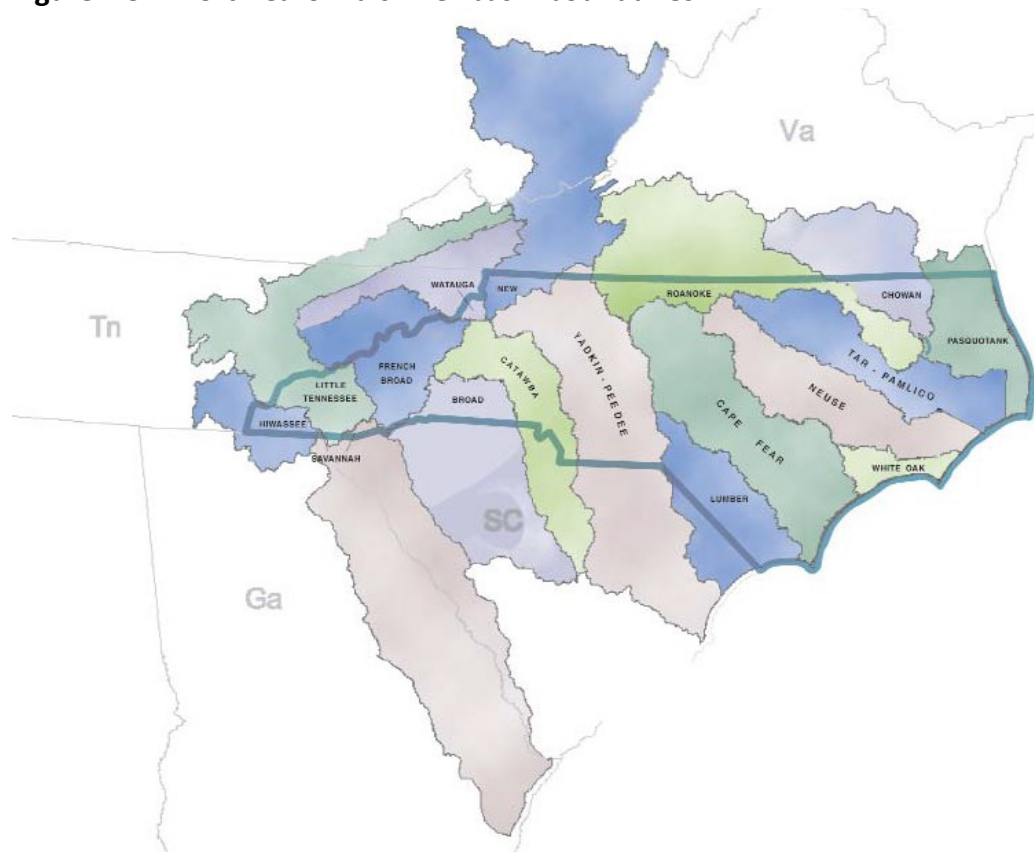 Va
WATAUGA
NEW
ROANOKE
CHOWAN
Tn
PASQUOTANK
YADKIN - PEE DEE
TAR - PAMLICO
FRENCH
BROAD
CATAWBA
LITTLE
TENNESSEE
BROAD
NEUSE
CAPE FEAR
HIWASSEE
SAVANNAH
WHITE OAK
LUMBER
SC
Ga